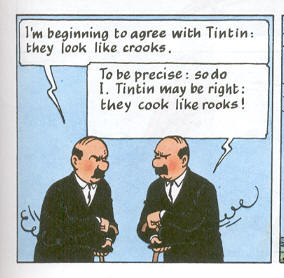 I'm beginning to agree with Tintin:
they look like crooks.
To be precise: so do
I. Tintin may be right:
they cook like rooks!